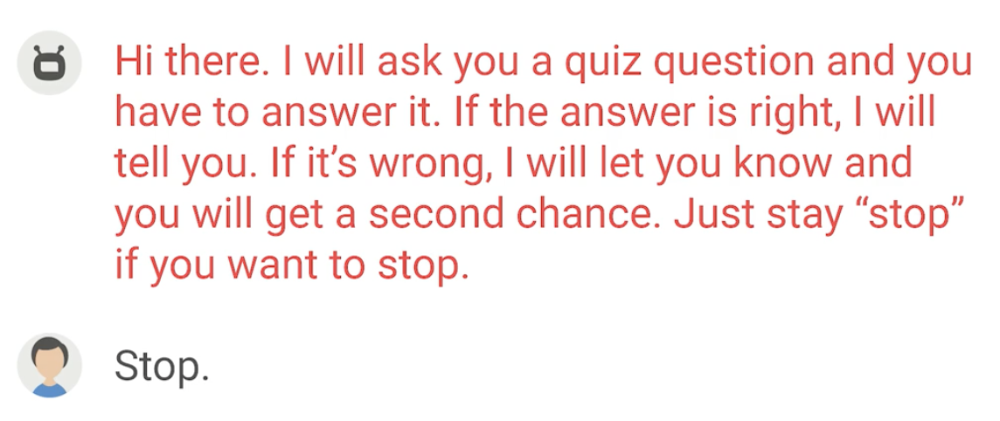 Hi there. I will ask you a quiz question and you
have to answer it. If the answer is right, I will
tell you. If it’s wrong, I will let you know and
you will get a second chance. Just stay “stop”
if you want to stop.
Stop.